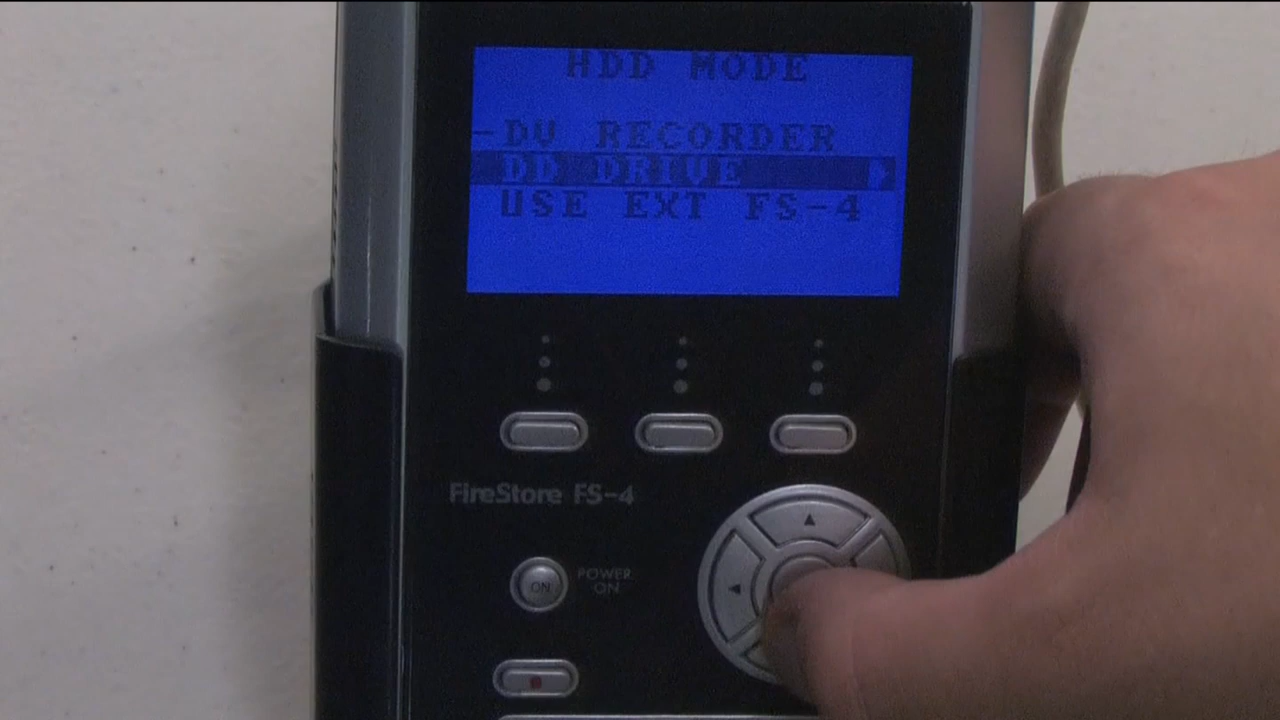 HDD MODE
-DV RECORDER
DD DRIVE
USE EXT FS-4
FireStore FS-4
ON
POWER
ON